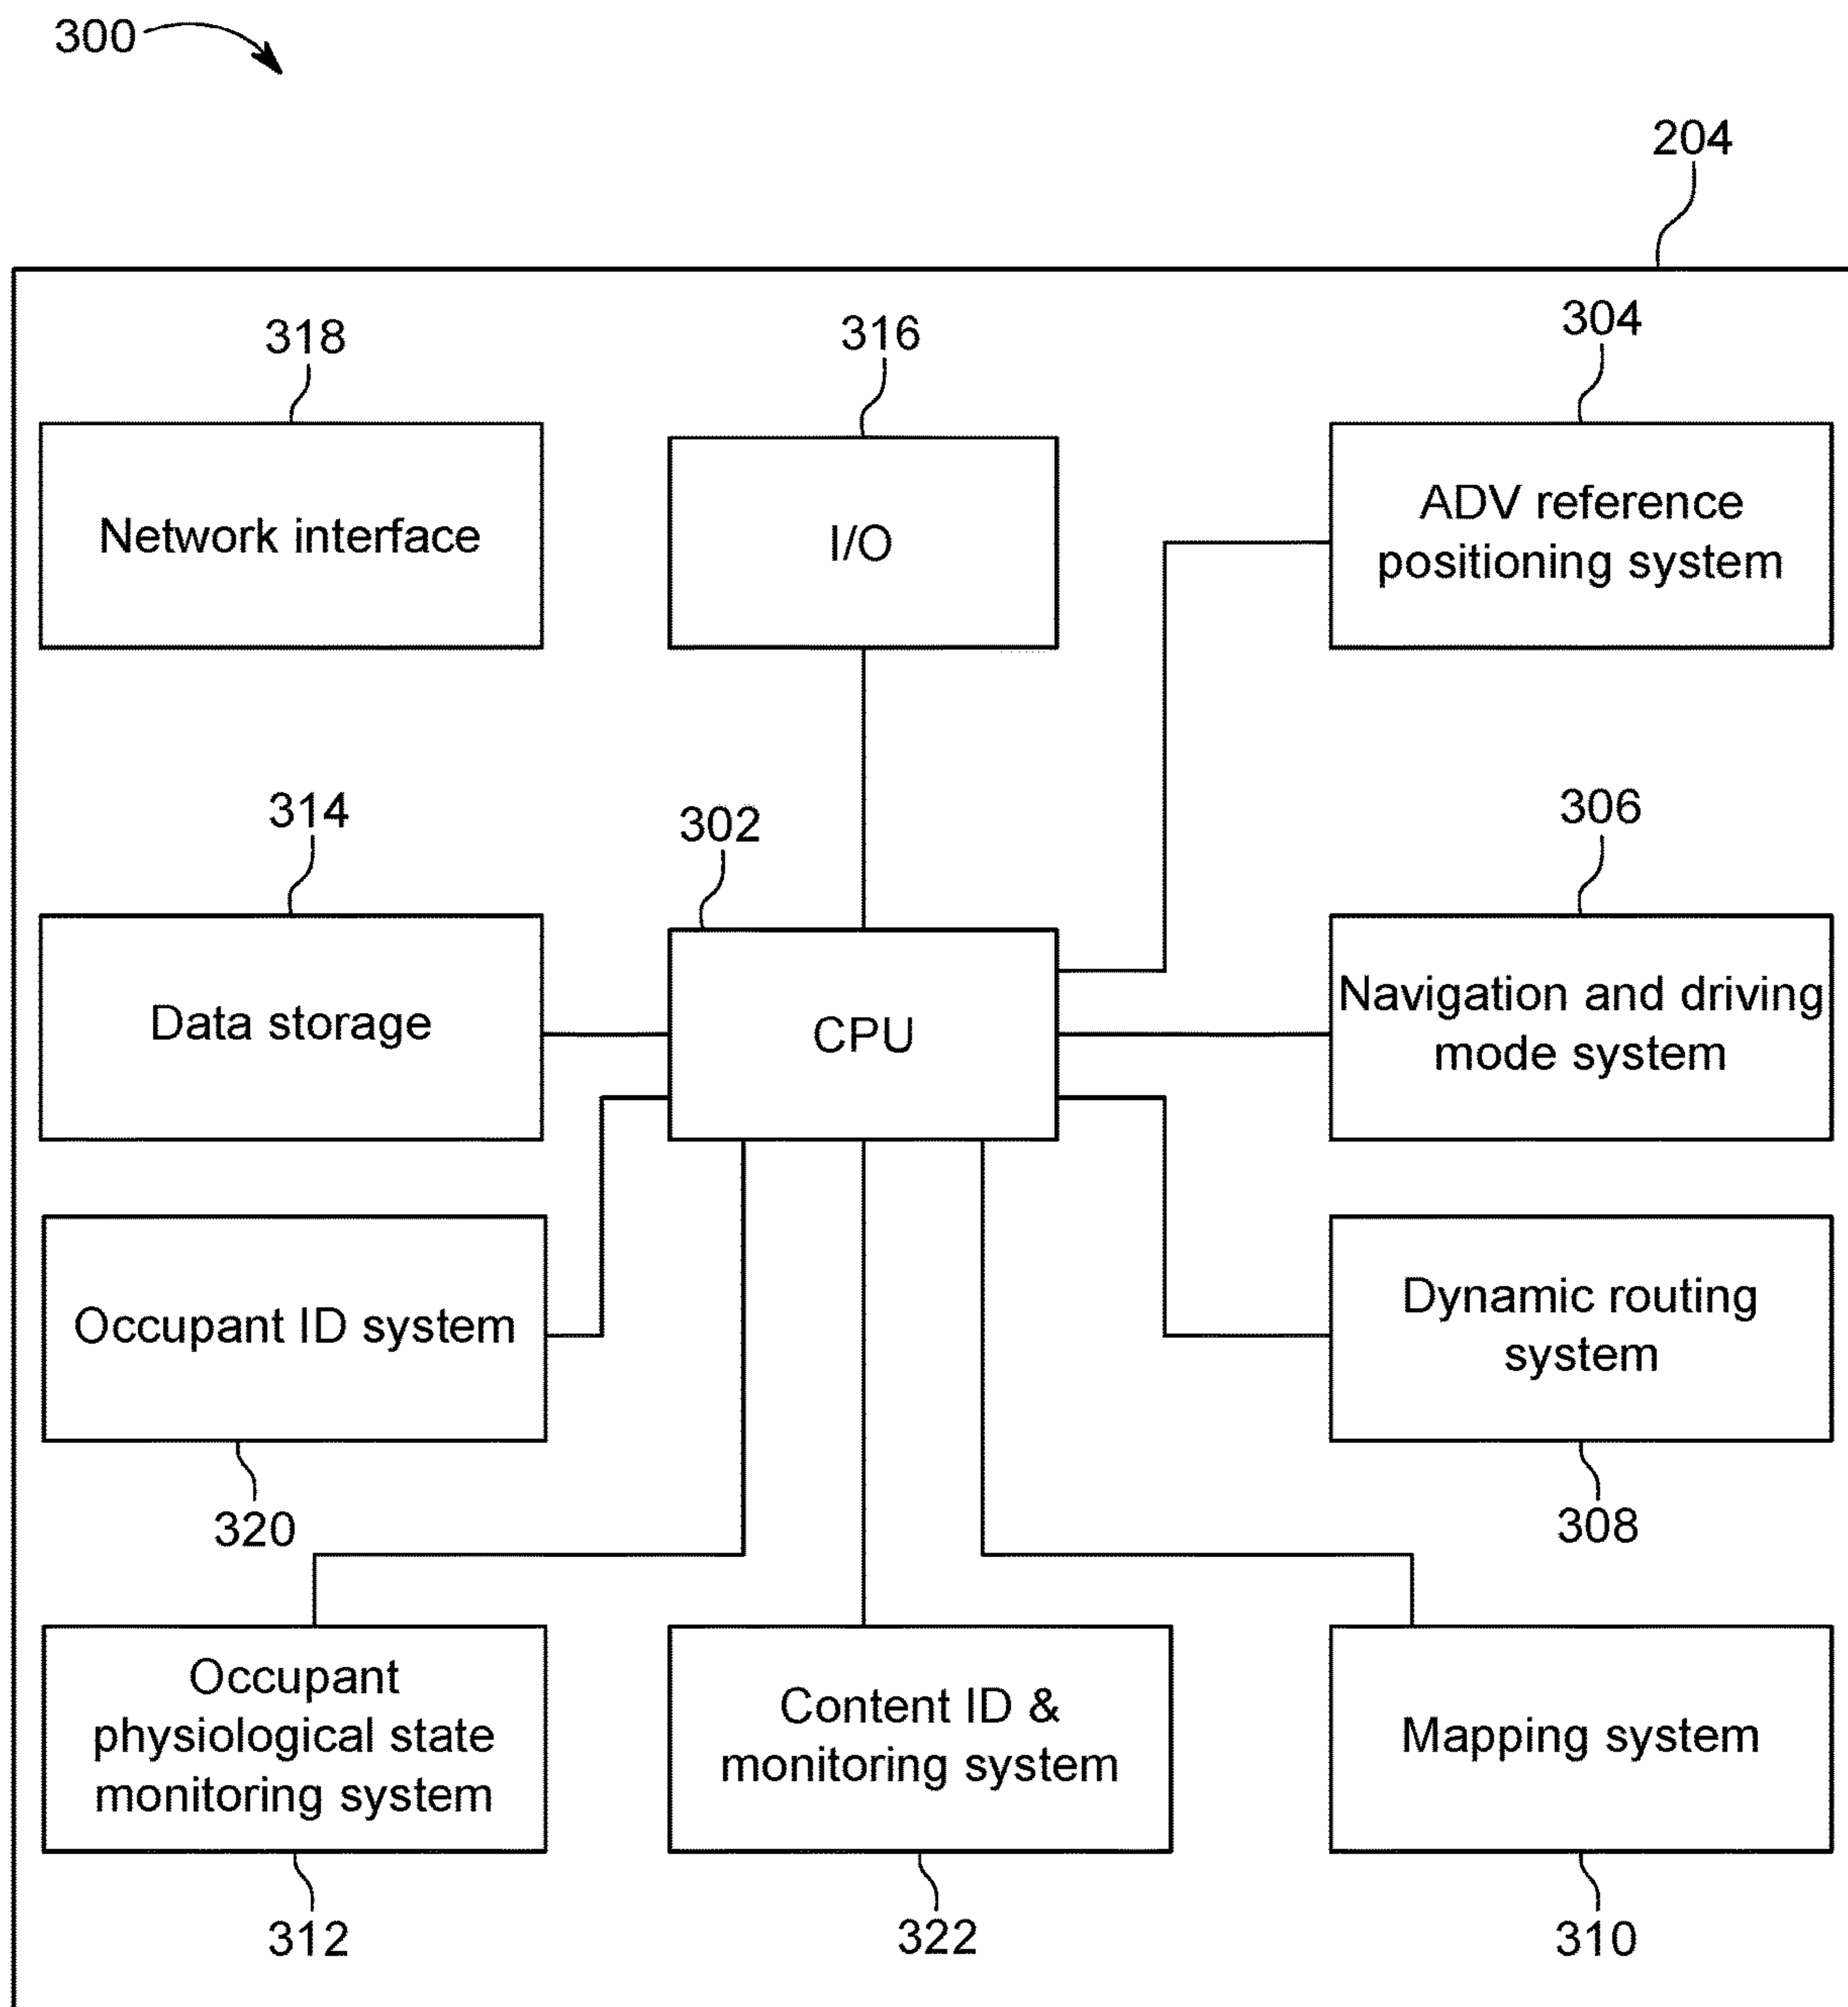 300
204
318
316
304
Network interface
I/O
ADV reference
positioning system
314
302
306
Data storage
CPU
Navigation and driving
mode system
Occupant ID system
Dynamic routing
system
320
308
Occupant
physiological state
monitoring system
Content ID &
monitoring system
Mapping system
312
322
310